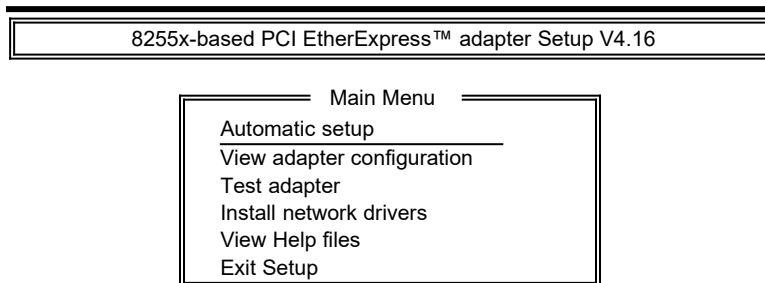 8255x-based PCI EtherExpress™ adapter Setup V4.16
Main Menu
Automatic setup
View adapter configuration
Test adapter
Install network drivers
View Help files
Exit Setup